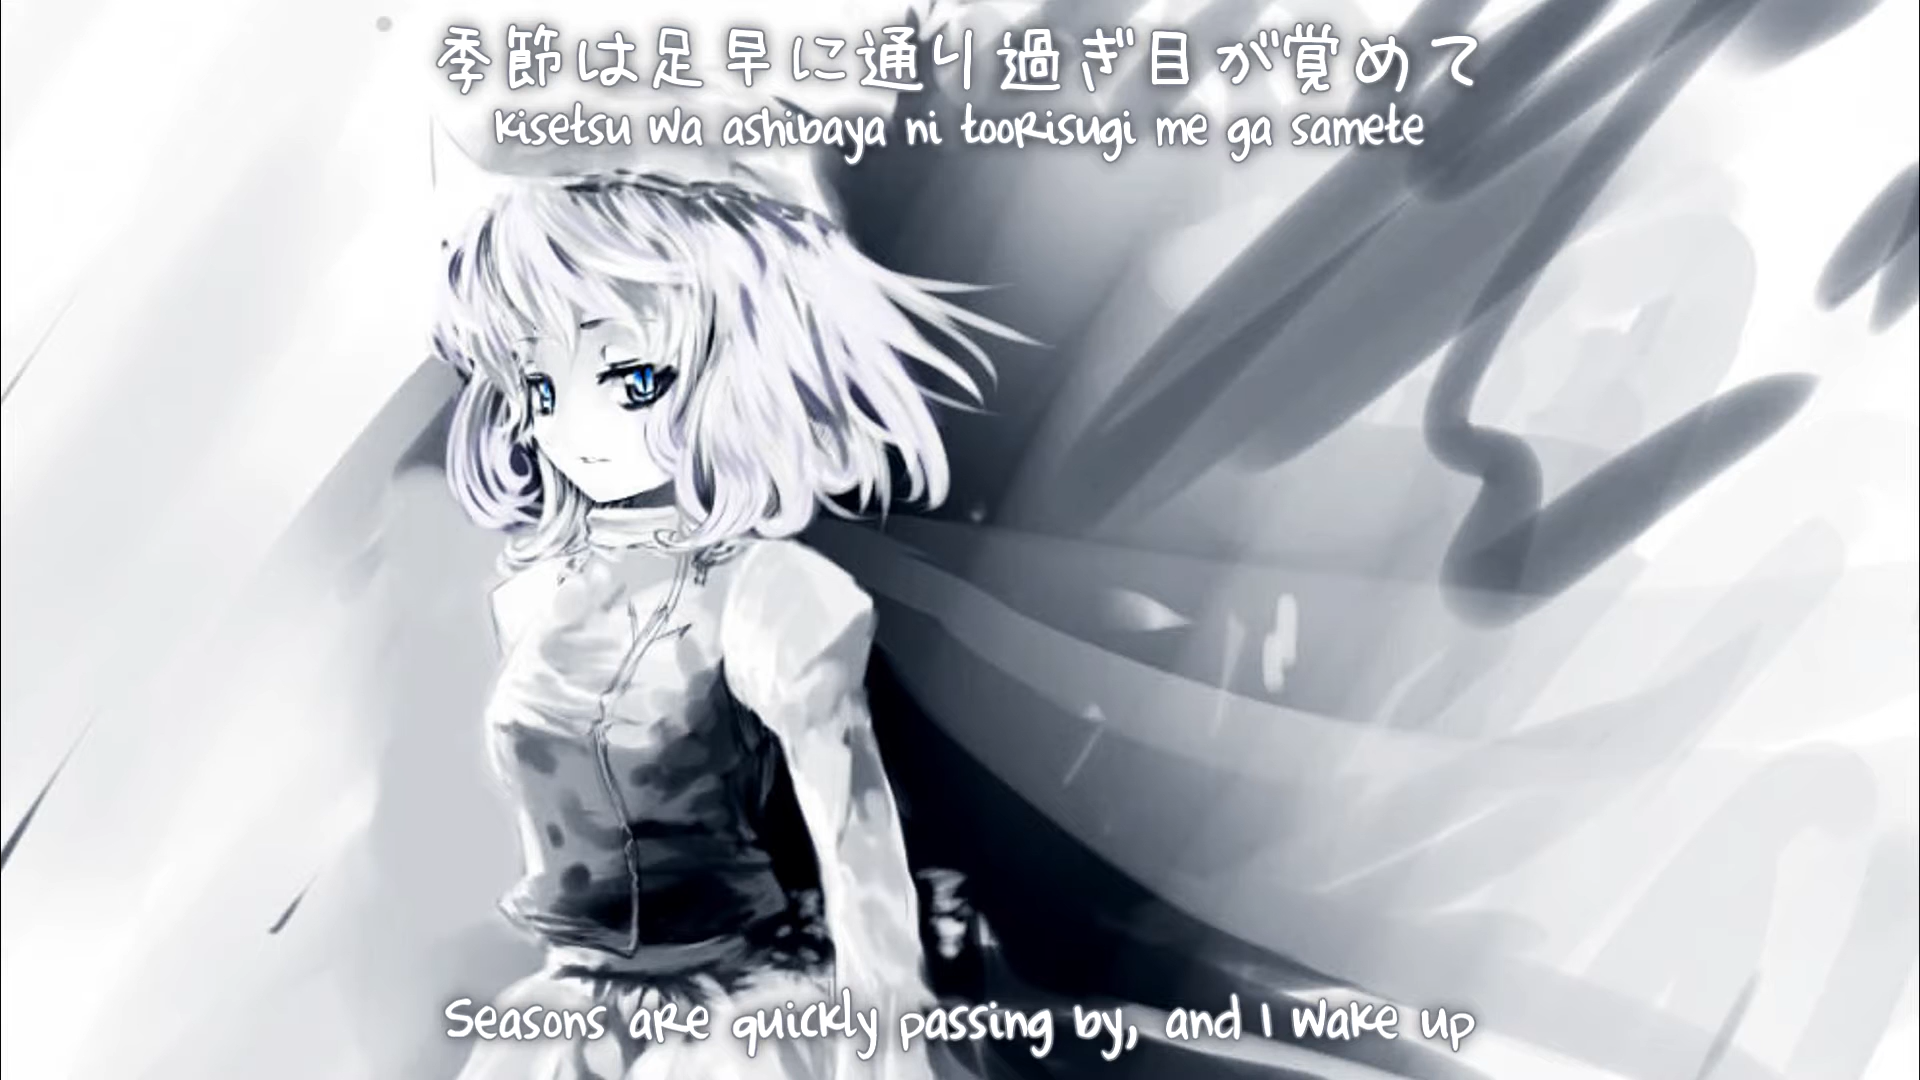 季節は足早に通り過ぎ目が覚めて
kisetsu wa ashibaya ni toorisugi me ga samete
Seasons are quickly passing by, and I wake up